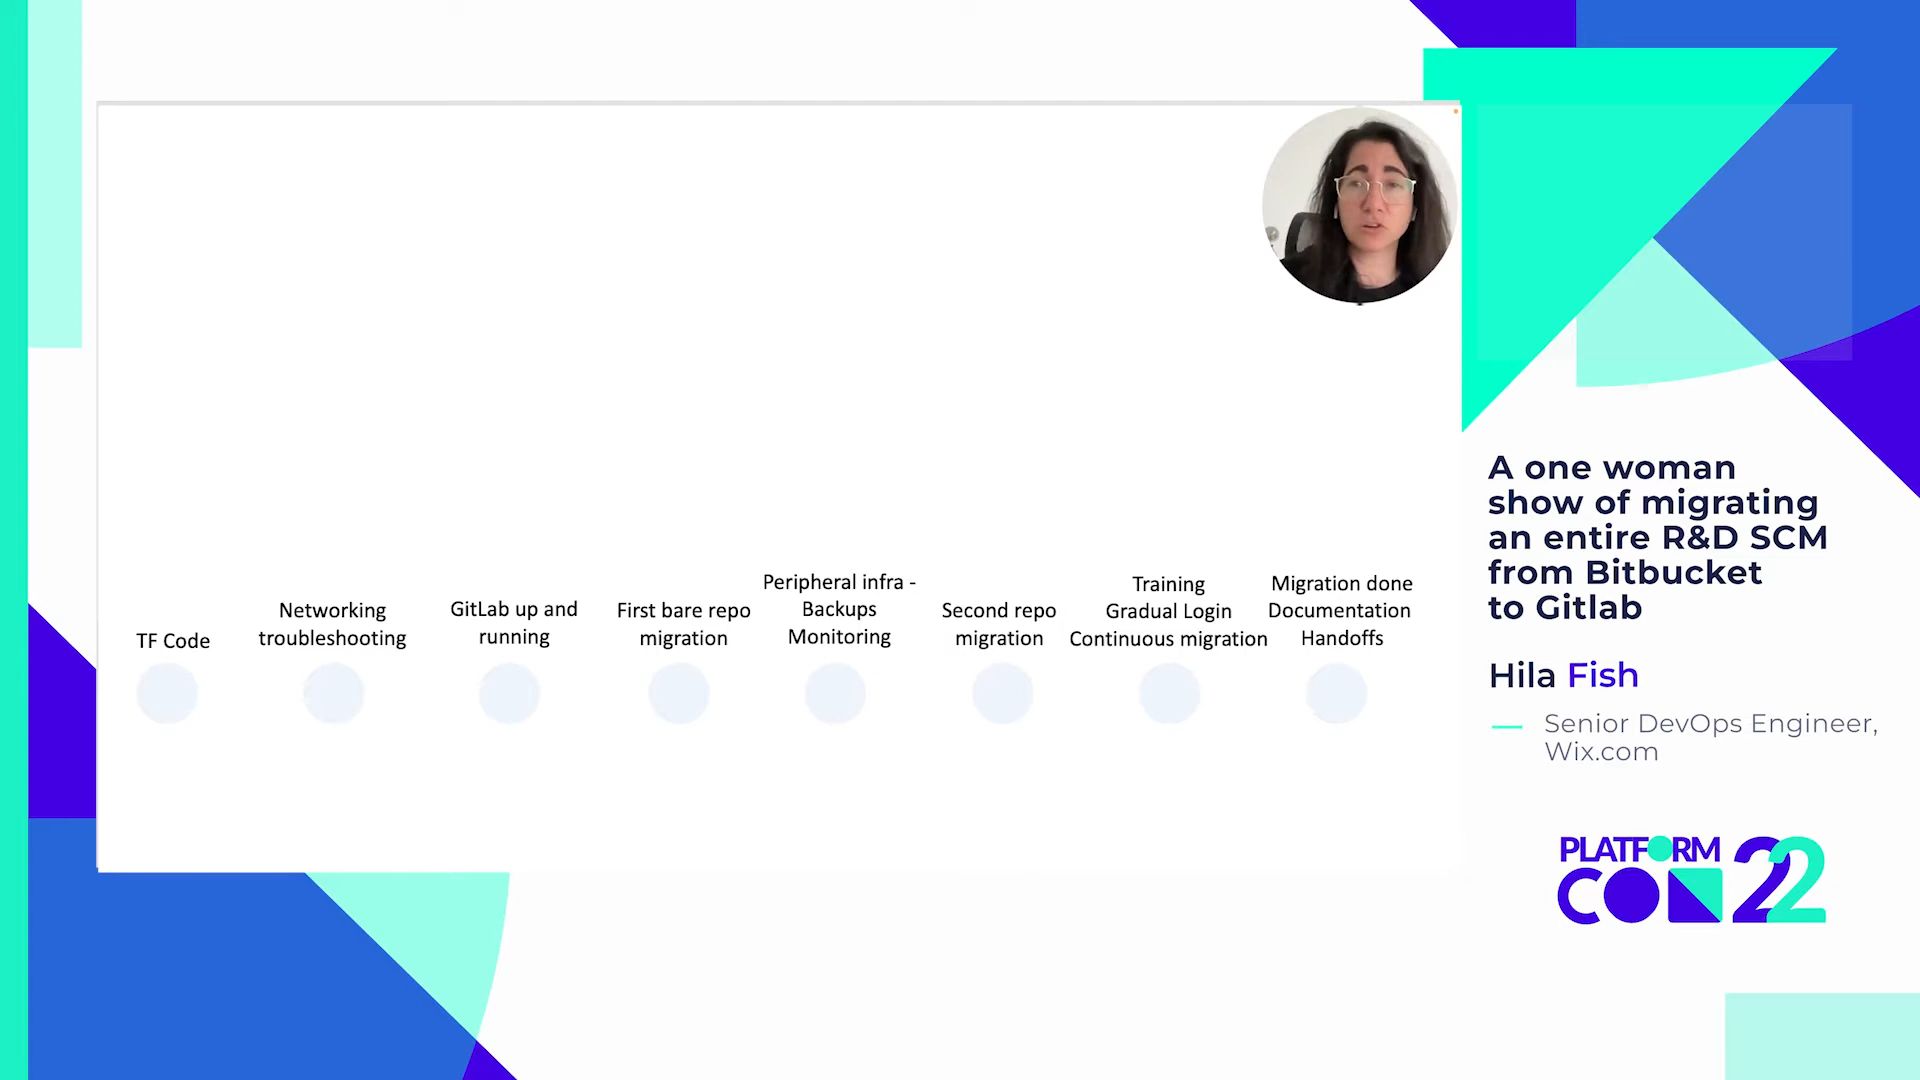 TF Code
Networking
troubleshooting
GitLab up and
running
First bare repo
migration
Peripheral infra -
Backups
Monitoring
Second repo
migration
Training
Gradual Login
Continuous migration
Migration done
Documentation
Handoffs
A one woman
show of migrating
an entire R&D SCM
from Bitbucket
to Gitlab
Hila Fish
Senior DevOps Engineer,
Wix.com
PLATFORM
CON 22